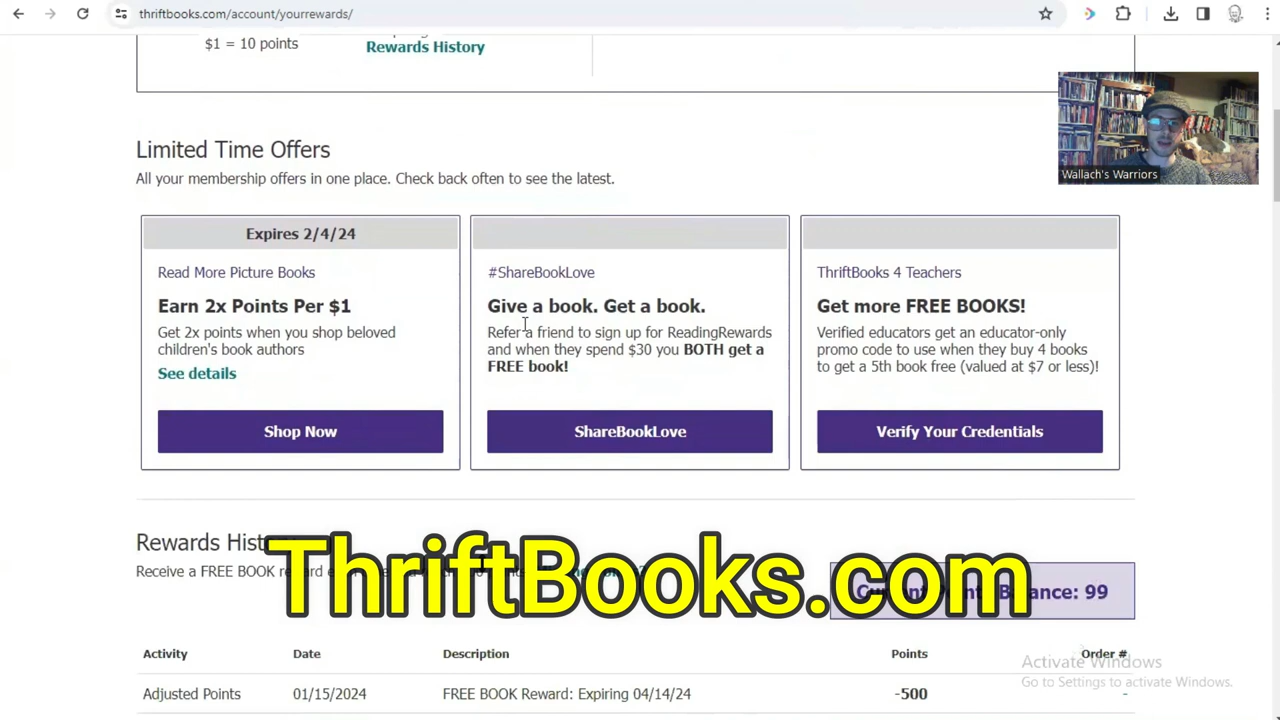 thriftbooks.com/account/yourrewards/
$1 = 10 points
Rewards History
Wallach's Warriors
Limited Time Offers
All your membership offers in one place. Check back often to see the latest.
Expires 2/4/24
Read More Picture Books
Earn 2x Points Per $1
Get 2x points when you shop beloved
children's book authors
See details
Shop Now
#ShareBookLove
Give a book. Get a book.
Refer a friend to sign up for ReadingRewards
and when they spend $30 you BOTH get a
FREE book!
ShareBookLove
ThriftBooks 4 Teachers
Get more FREE BOOKS!
Verified educators get an educator-only
promo code to use when they buy 4 books
to get a 5th book free (valued at $7 or less)!
Verify Your Credentials
Rewards
Receive a FREE BOOK
ThriftBooks.com
Balance: 99
Activity Date Description Points Order #
Adjusted Points 01/15/2024 FREE BOOK Reward: Expiring 04/14/24 -500 -
Activate Windows
Go to Settings to activate Windows.